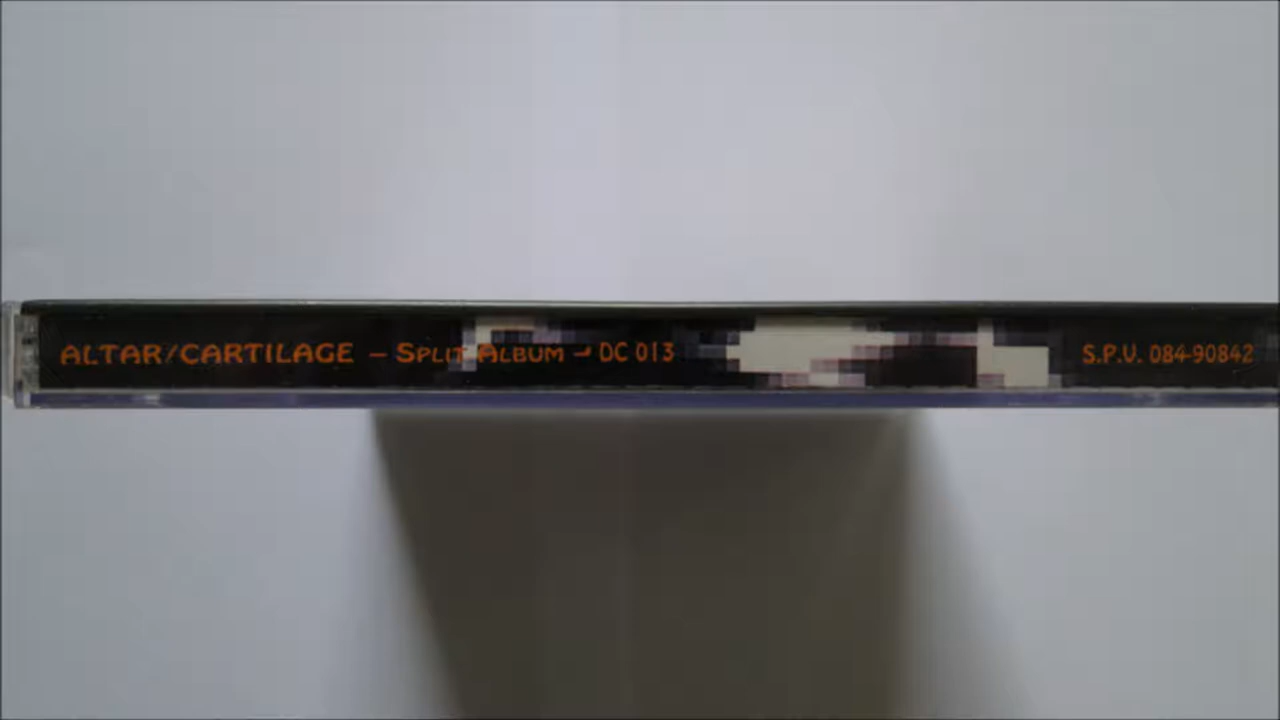 ALTAR/CARTILAGE – SPLIT ALBUM – DC 013 S.P.V. 084-90842